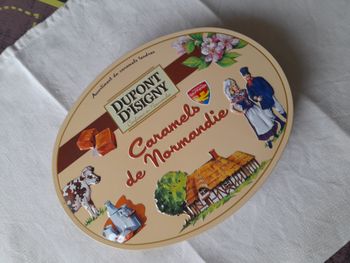 Assortiment de caramels tendres
DUPONT
D'ISIGNY
Caramels
de Normandie